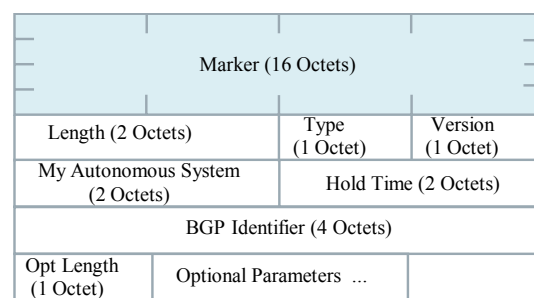 Marker (16 Octets)
Length (2 Octets)
Type
(1 Octet)
Version
(1 Octet)
My Autonomous System
(2 Octets)
Hold Time (2 Octets)
BGP Identifier (4 Octets)
Opt Length
(1 Octet)
Optional Parameters ...